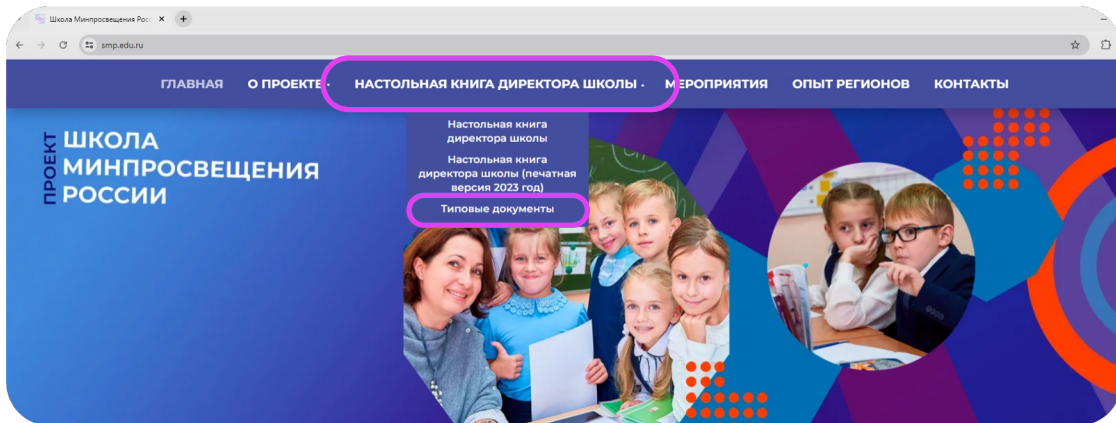 Школа Минпросвещения Рос
smp.edu.ru
ГЛАВНАЯ О ПРОЕКТЕ НАСТОЛЬНАЯ КНИГА ДИРЕКТОРА ШКОЛЫ МЕРОПРИЯТИЯ ОПЫТ РЕГИОНОВ КОНТАКТЫ
Настольная книга
директора школы
Настольная книга
директора школы (печатная
версия 2023 год)
Типовые документы
ПРОЕКТ
ШКОЛА
МИНПРОСВЕЩЕНИЯ
РОССИИ